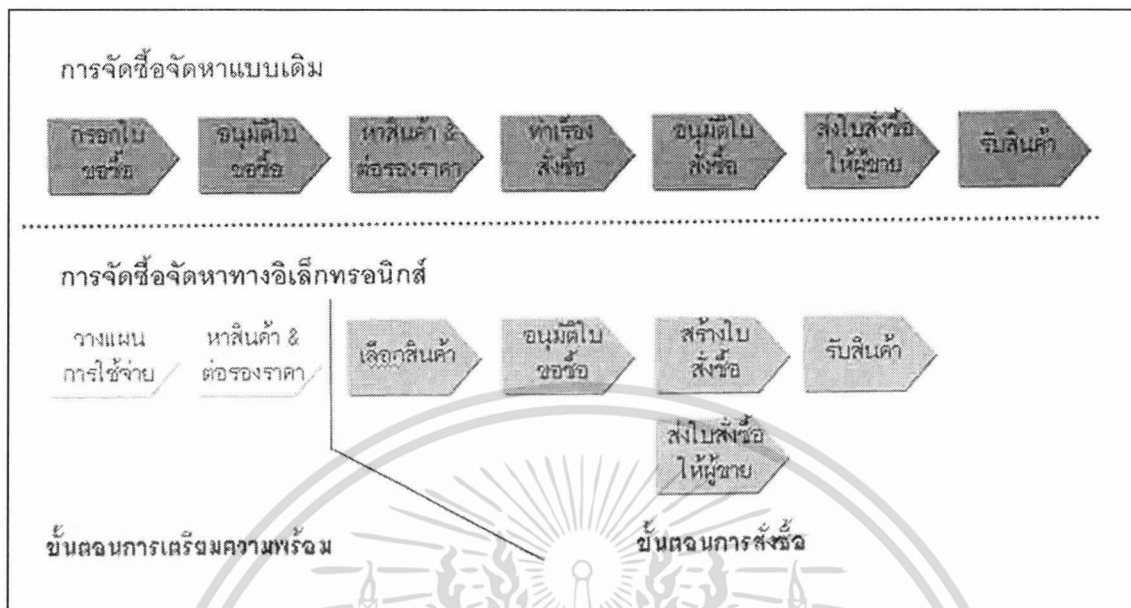 การจัดซื้อจัดหาแบบเดิม
กรอกใบ
ขอซื้อ
อนุมัติใบ
ขอซื้อ
หาสินค้า &
ต่อรองราคา
ทำเรื่อง
สั่งซื้อ
อนุมัติใบ
สั่งซื้อ
ส่งใบสั่งซื้อ
ให้ผู้ขาย
รับสินค้า
การจัดซื้อจัดหาทางอิเล็กทรอนิกส์
วางแผน
การใช้จ่าย
หาสินค้า &
ต่อรองราคา
เลือกสินค้า
อนุมัติใบ
ขอซื้อ
สร้างใบ
สั่งซื้อ
รับสินค้า
ส่งใบสั่งซื้อ
ให้ผู้ขาย
ขั้นตอนการเตรียมความพร้อม
ขั้นตอนการสั่งซื้อ